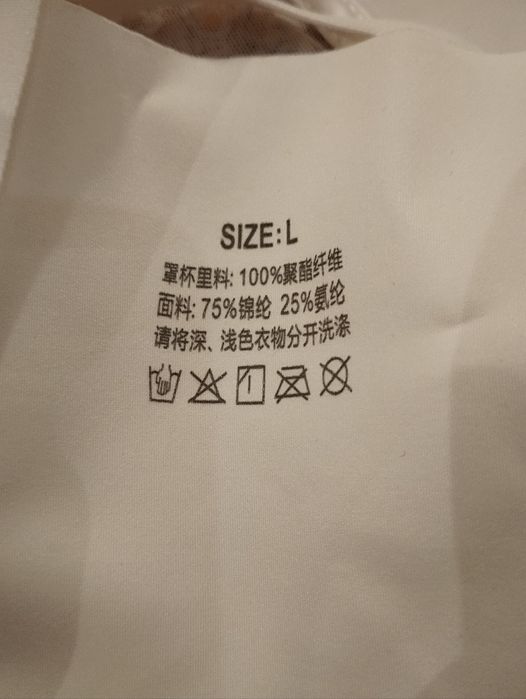 SIZE:L
罩杯里料: 100%聚酯纤维
面料: 75%锦纶 25%氨纶
请将深、浅色衣物分开洗涤